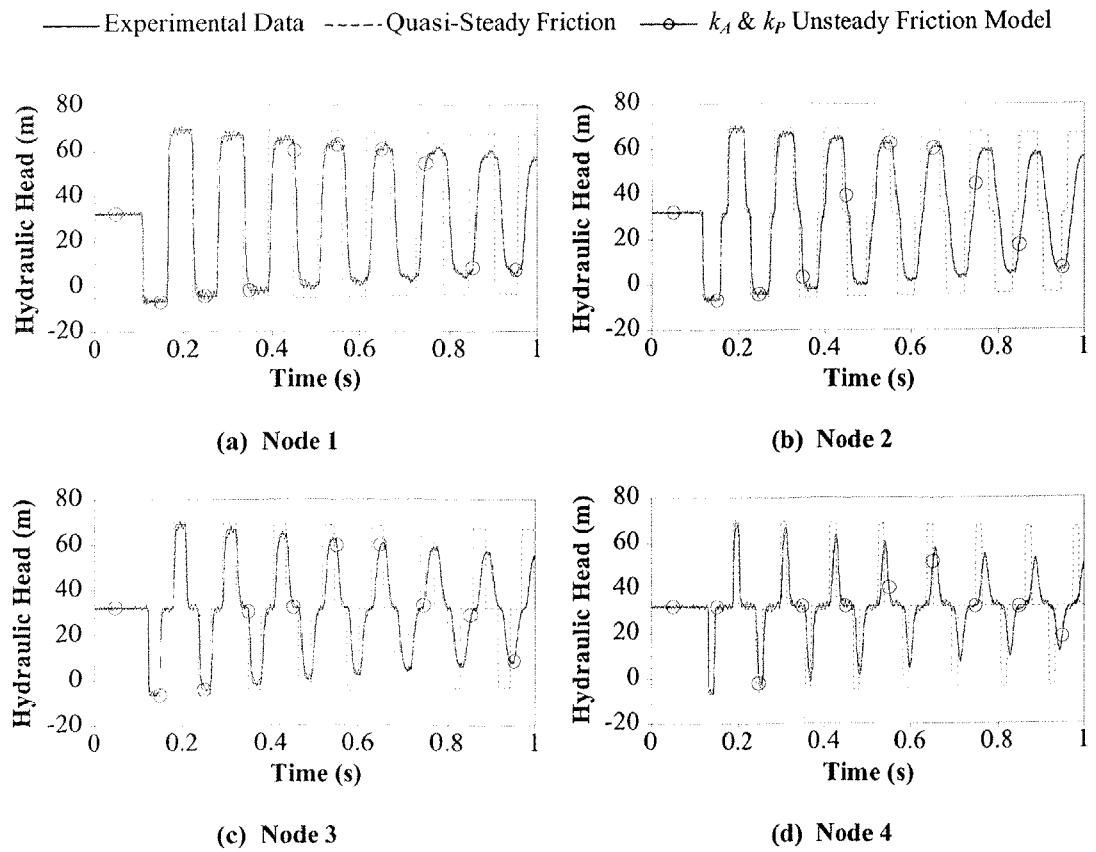 Experimental Data Quasi-Steady Friction k_A & k_P Unsteady Friction Model
Hydraulic Head (m)
80
60
40
20
0
-20
0 0.2 0.4 0.6 0.8 1
Time (s)
(a) Node 1
Hydraulic Head (m)
80
60
40
20
0
-20
0 0.2 0.4 0.6 0.8 1
Time (s)
(b) Node 2
Hydraulic Head (m)
80
60
40
20
0
-20
0 0.2 0.4 0.6 0.8 1
Time (s)
(c) Node 3
Hydraulic Head (m)
80
60
40
20
0
-20
0 0.2 0.4 0.6 0.8 1
Time (s)
(d) Node 4